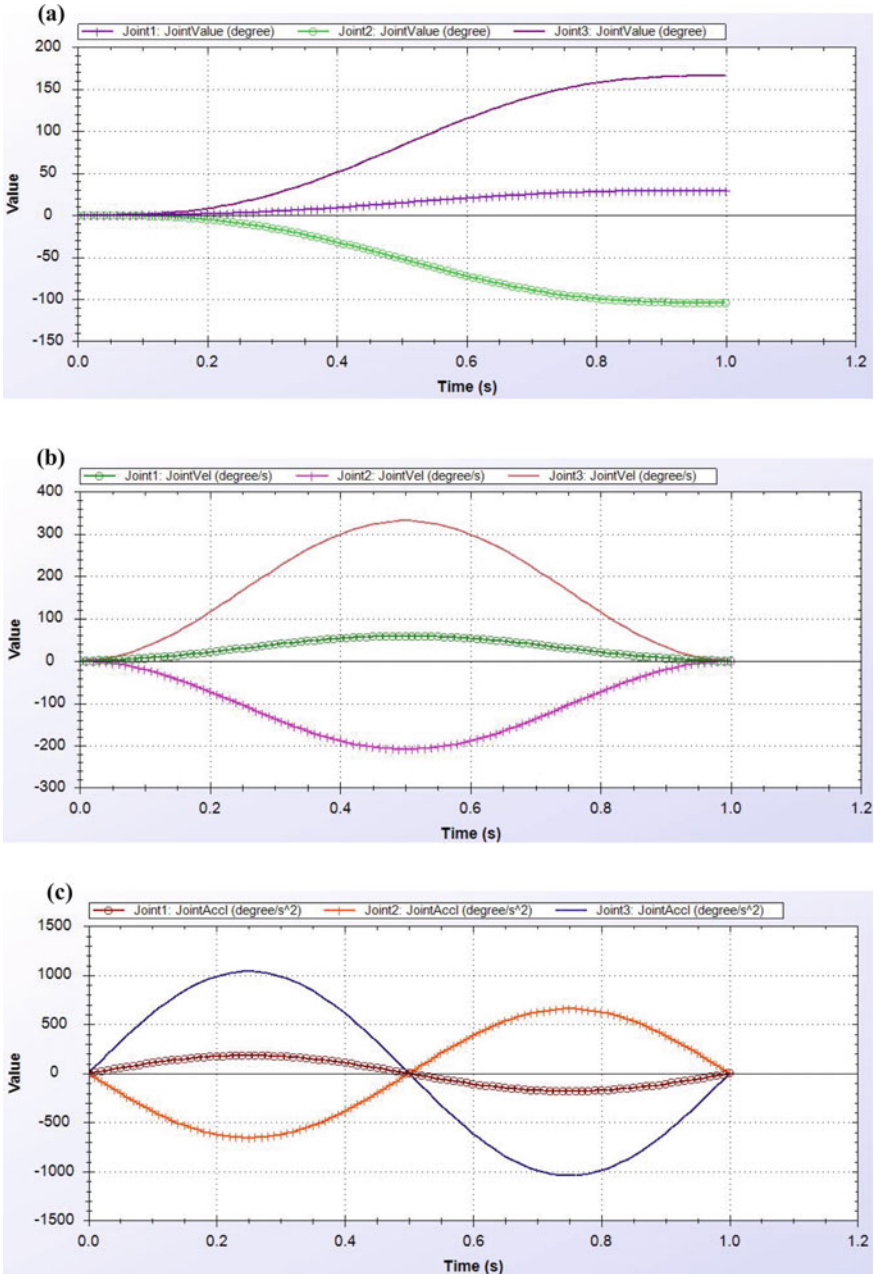 (a)
Joint1: JointValue (degree) Joint2: JointValue (degree) Joint3: JointValue (degree)
200
150
100
50
0
-50
-100
-150
Value
0.0 0.2 0.4 0.6 0.8 1.0 1.2
Time (s)
(b)
Joint1: JointVel (degree/s) Joint2: JointVel (degree/s) Joint3: JointVel (degree/s)
400
300
200
100
0
-100
-200
-300
Value
0.0 0.2 0.4 0.6 0.8 1.0 1.2
Time (s)
(c)
Joint1: JointAccl (degree/s^2) Joint2: JointAccl (degree/s^2) Joint3: JointAccl (degree/s^2)
1500
1000
500
0
-500
-1000
-1500
Value
0.0 0.2 0.4 0.6 0.8 1.0 1.2
Time (s)